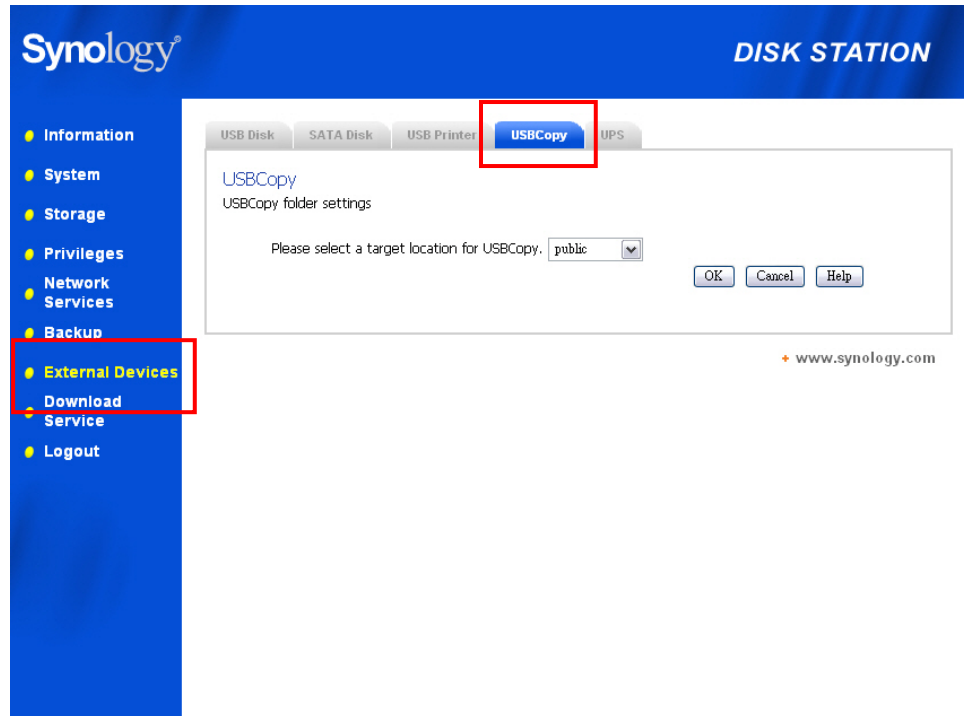 Synology®
DISK STATION
Information
System
Storage
Privileges
Network
Services
Backup
External Devices
Download
Service
Logout
USB Disk SATA Disk USB Printer USBCopy UPS
USBCopy
USBCopy folder settings
Please select a target location for USBCopy. public
OK Cancel Help
+ www.synology.com